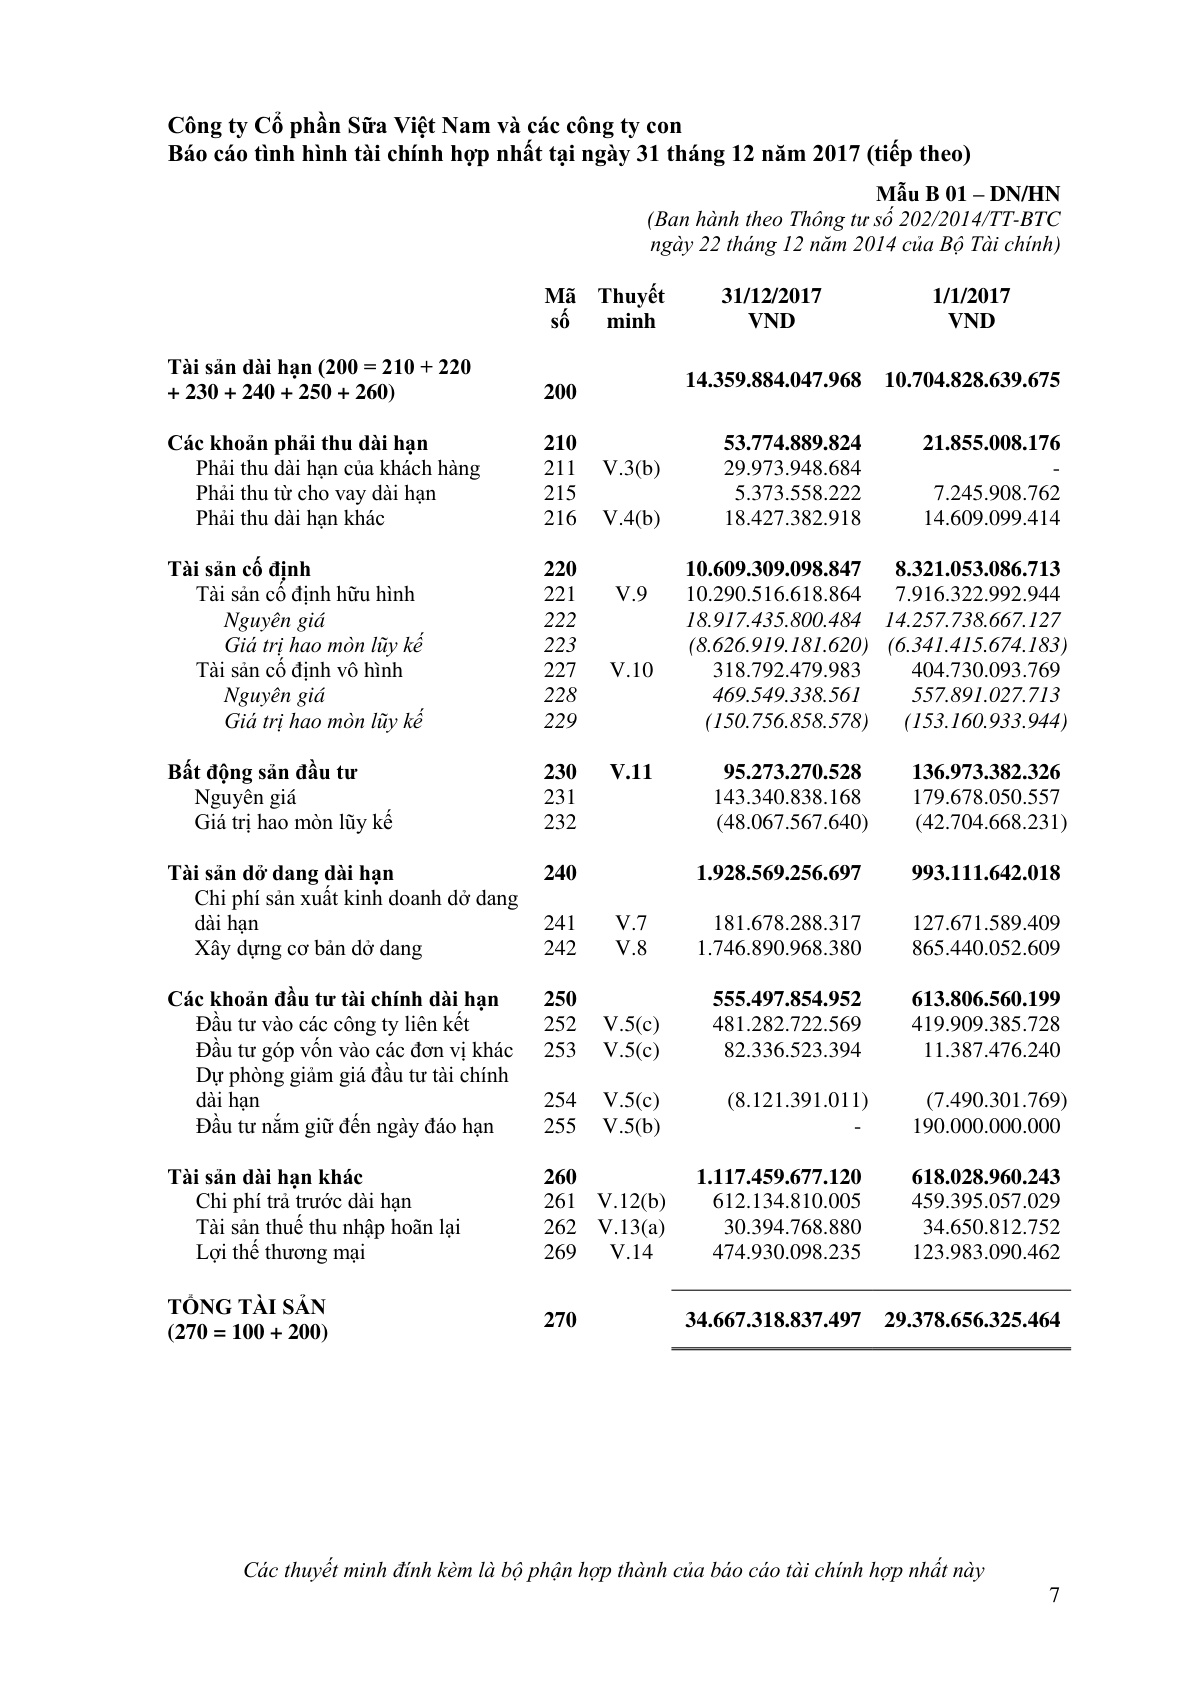 Công ty Cổ phần Sữa Việt Nam và các công ty con
Báo cáo tình hình tài chính hợp nhất tại ngày 31 tháng 12 năm 2017 (tiếp theo)
Mẫu B 01 – DN/HN
(Ban hành theo Thông tư số 202/2014/TT-BTC
ngày 22 tháng 12 năm 2014 của Bộ Tài chính)
Mã Thuyết 31/12/2017 1/1/2017
số minh VND VND
Tài sản dài hạn (200 = 210 + 220
+ 230 + 240 + 250 + 260) 200 14.359.884.047.968 10.704.828.639.675
Các khoản phải thu dài hạn 210 53.774.889.824 21.855.008.176
Phải thu dài hạn của khách hàng 211 V.3(b) 29.973.948.684 -
Phải thu từ cho vay dài hạn 215 5.373.558.222 7.245.908.762
Phải thu dài hạn khác 216 V.4(b) 18.427.382.918 14.609.099.414
Tài sản cố định 220 10.609.309.098.847 8.321.053.086.713
Tài sản cố định hữu hình 221 V.9 10.290.516.618.864 7.916.322.992.944
Nguyên giá 222 18.917.435.800.484 14.257.738.667.127
Giá trị hao mòn lũy kế 223 (8.626.919.181.620) (6.341.415.674.183)
Tài sản cố định vô hình 227 V.10 318.792.479.983 404.730.093.769
Nguyên giá 228 469.549.338.561 557.891.027.713
Giá trị hao mòn lũy kế 229 (150.756.858.578) (153.160.933.944)
Bất động sản đầu tư 230 V.11 95.273.270.528 136.973.382.326
Nguyên giá 231 143.340.838.168 179.678.050.557
Giá trị hao mòn lũy kế 232 (48.067.567.640) (42.704.668.231)
Tài sản dở dang dài hạn 240 1.928.569.256.697 993.111.642.018
Chi phí sản xuất kinh doanh dở dang
dài hạn 241 V.7 181.678.288.317 127.671.589.409
Xây dựng cơ bản dở dang 242 V.8 1.746.890.968.380 865.440.052.609
Các khoản đầu tư tài chính dài hạn 250 555.497.854.952 613.806.560.199
Đầu tư vào các công ty liên kết 252 V.5(c) 481.282.722.569 419.909.385.728
Đầu tư góp vốn vào các đơn vị khác 253 V.5(c) 82.336.523.394 11.387.476.240
Dự phòng giảm giá đầu tư tài chính
dài hạn 254 V.5(c) (8.121.391.011) (7.490.301.769)
Đầu tư nắm giữ đến ngày đáo hạn 255 V.5(b) - 190.000.000.000
Tài sản dài hạn khác 260 1.117.459.677.120 618.028.960.243
Chi phí trả trước dài hạn 261 V.12(b) 612.134.810.005 459.395.057.029
Tài sản thuế thu nhập hoãn lại 262 V.13(a) 30.394.768.880 34.650.812.752
Lợi thế thương mại 269 V.14 474.930.098.235 123.983.090.462
TỔNG TÀI SẢN
(270 = 100 + 200) 270 34.667.318.837.497 29.378.656.325.464
Các thuyết minh đính kèm là bộ phận hợp thành của báo cáo tài chính hợp nhất này
7